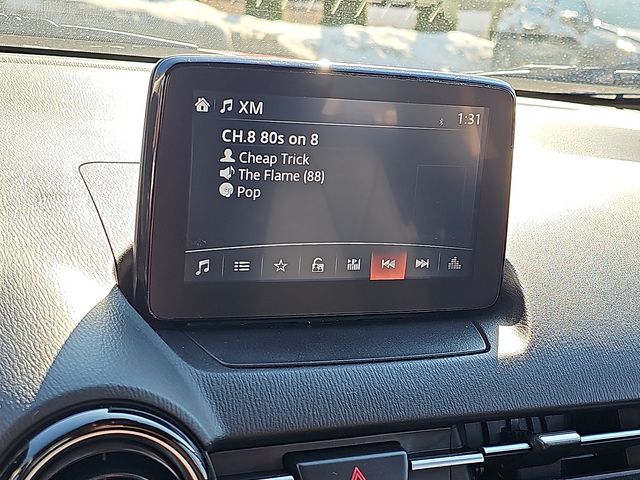 XM
1:31
CH.8 80s on 8
Cheap Trick
The Flame (88)
Pop